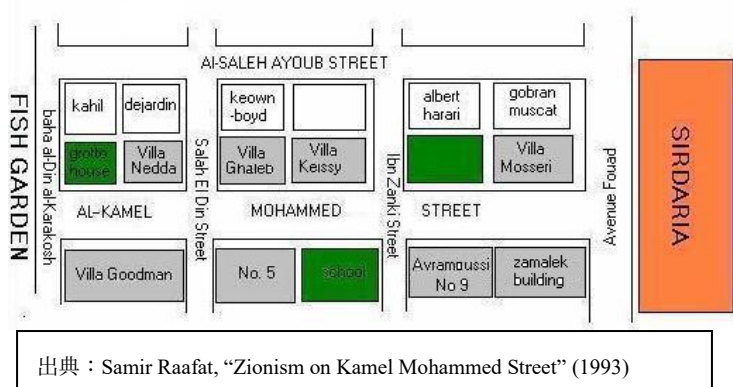 Al-SALEH AYOUB STREET
FISH GARDEN
baha al-Din al-Karakosh
kahil
dejardin
grotto
house
Villa
Nedda
Salah El Din Street
keown
-boyd
Villa
Ghaleb
Villa
Keissy
Ibn Zanki Street
albert
harari
gobran
muscat
Villa
Mosseri
Avenue Fouad
SIRDARIA
AL-KAMEL
MOHAMMED
STREET
Villa Goodman
No. 5
school
Avramoussi
No 9
zamalek
building
出典：Samir Raafat, “Zionism on Kamel Mohammed Street” (1993)